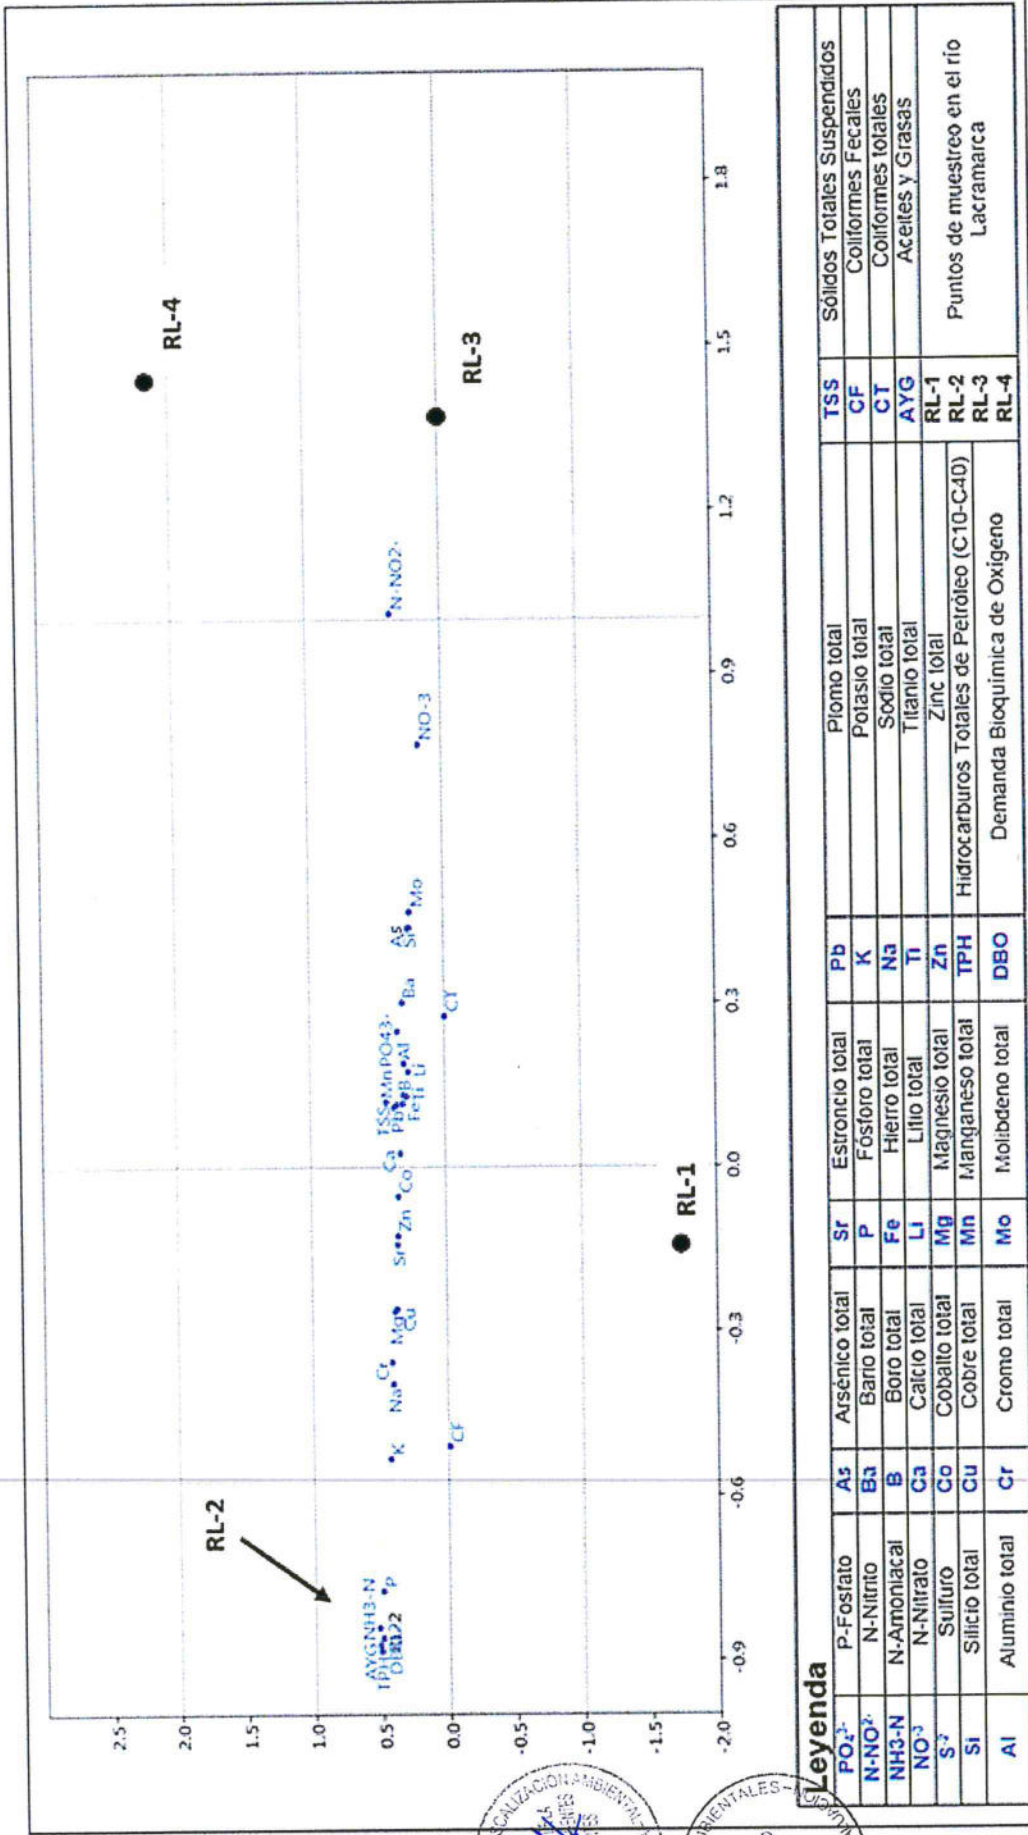 RL-4
RL-3
RL-2
RL-1
2.5
2.0
1.5
1.0
0.5
0.0
-0.5
-1.0
-1.5
-2.0
-0.9
-0.6
-0.3
0.0
0.3
0.6
0.9
1.2
1.5
1.8
AYG NH3-N
TPH
P
K
CF
Na
Cr
Mg
Cu
Sr
Zn
Co
Ca
TSS
Mn
PO43-
Pb
B
Al
Fe
Ti
Li
Ba
CY
As
Si
Mo
NO-3
N-NO2-
Leyenda
PO₄³⁻ P-Fosfato As Arsénico total Sr Estroncio total Pb Plomo total TSS Sólidos Totales Suspendidos
N-NO²⁻ N-Nitrito Ba Bario total P Fósforo total K Potasio total CF Coliformes Fecales
NH3-N N-Amoniacal B Boro total Fe Hierro total Na Sodio total CT Coliformes totales
NO⁻³ N-Nitrato Ca Calcio total Li Litio total Ti Titanio total AYG Aceites y Grasas
S⁻² Sulfuro Co Cobalto total Mg Magnesio total Zn Zinc total RL-1
Si Silicio total Cu Cobre total Mn Manganeso total TPH Hidrocarburos Totales de Petróleo (C10-C40) RL-2 Puntos de muestreo en el río
RL-3 Lacramarca
Al Aluminio total Cr Cromo total Mo Molibdeno total DBO Demanda Bioquímica de Oxígeno RL-4